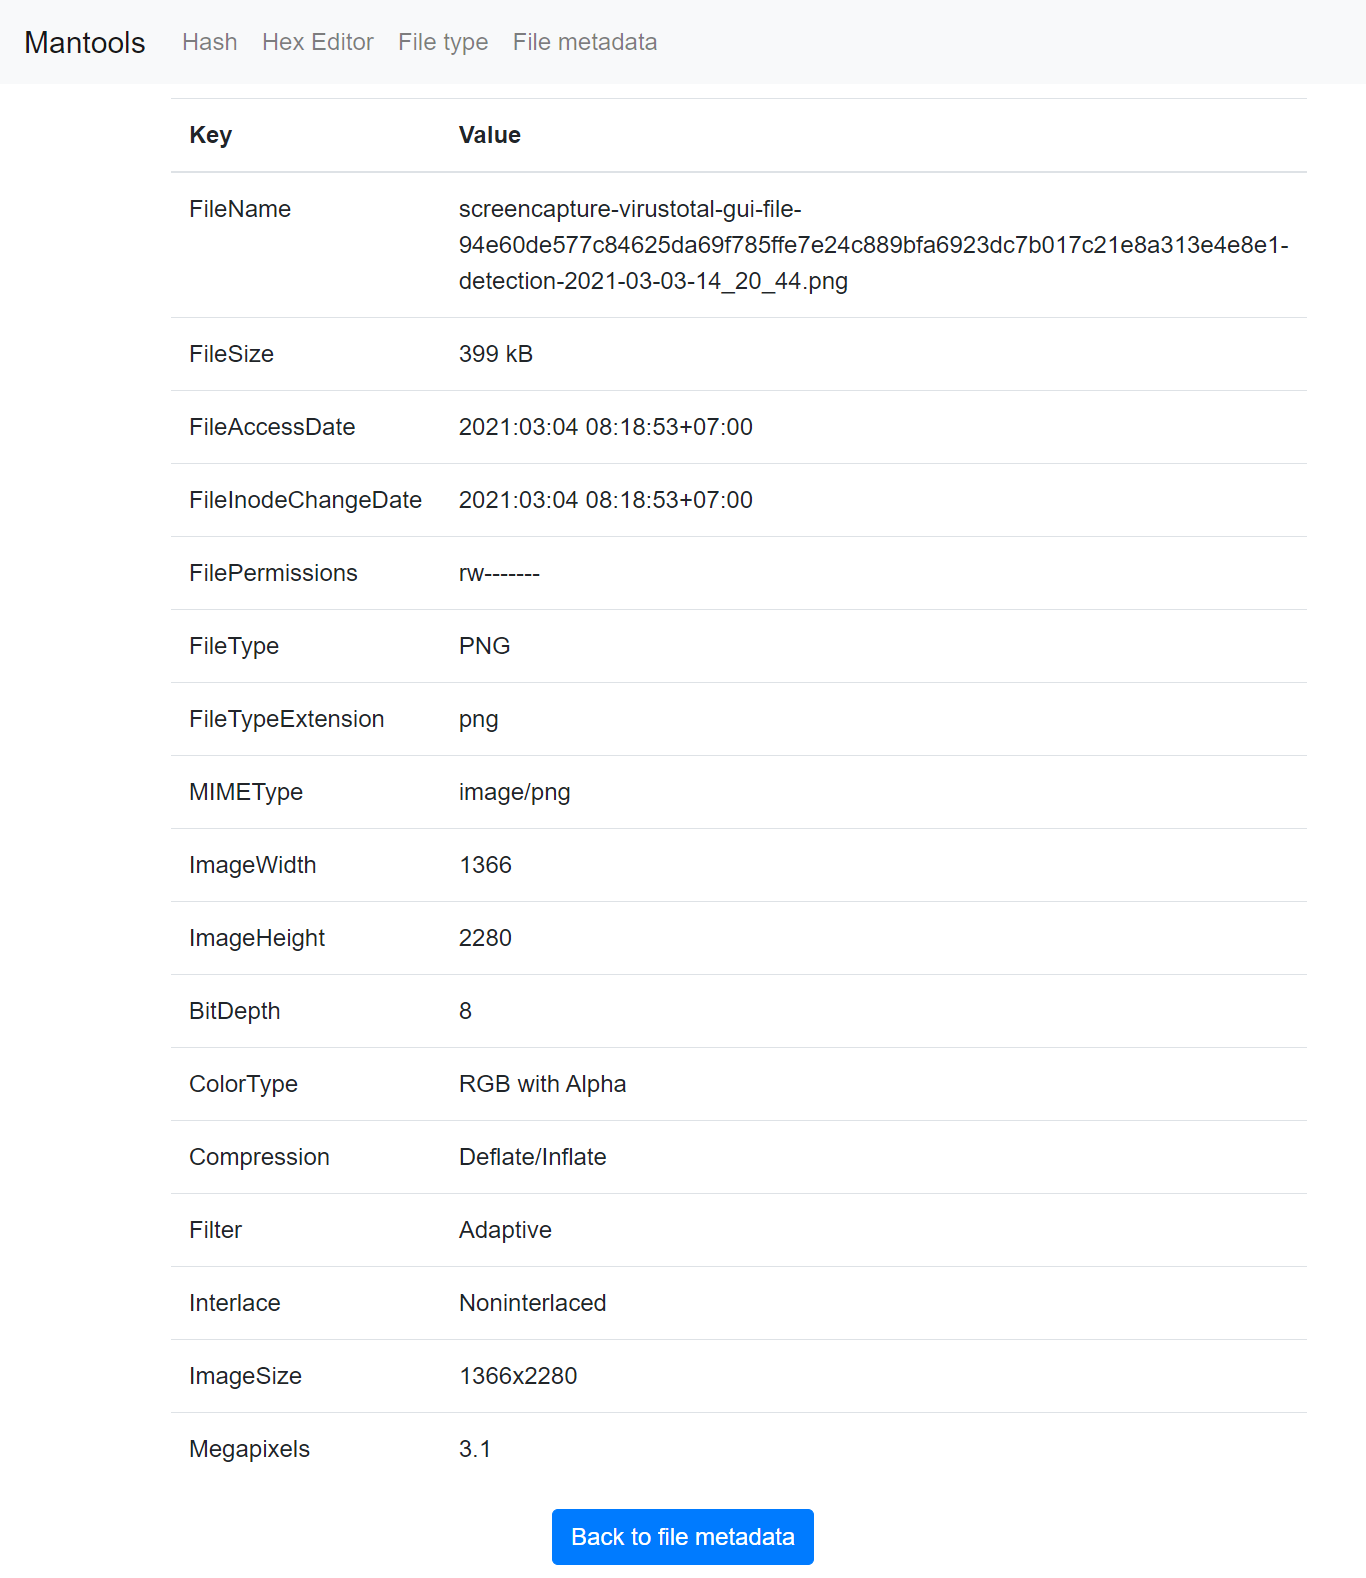 Mantools Hash Hex Editor File type File metadata
Key Value
FileName screencapture-virustotal-gui-file-
94e60de577c84625da69f785ffe7e24c889bfa6923dc7b017c21e8a313e4e8e1-
detection-2021-03-03-14_20_44.png
FileSize 399 kB
FileAccessDate 2021:03:04 08:18:53+07:00
FileInodeChangeDate 2021:03:04 08:18:53+07:00
FilePermissions rw-------
FileType PNG
FileTypeExtension png
MIMEType image/png
ImageWidth 1366
ImageHeight 2280
BitDepth 8
ColorType RGB with Alpha
Compression Deflate/Inflate
Filter Adaptive
Interlace Noninterlaced
ImageSize 1366x2280
Megapixels 3.1
Back to file metadata